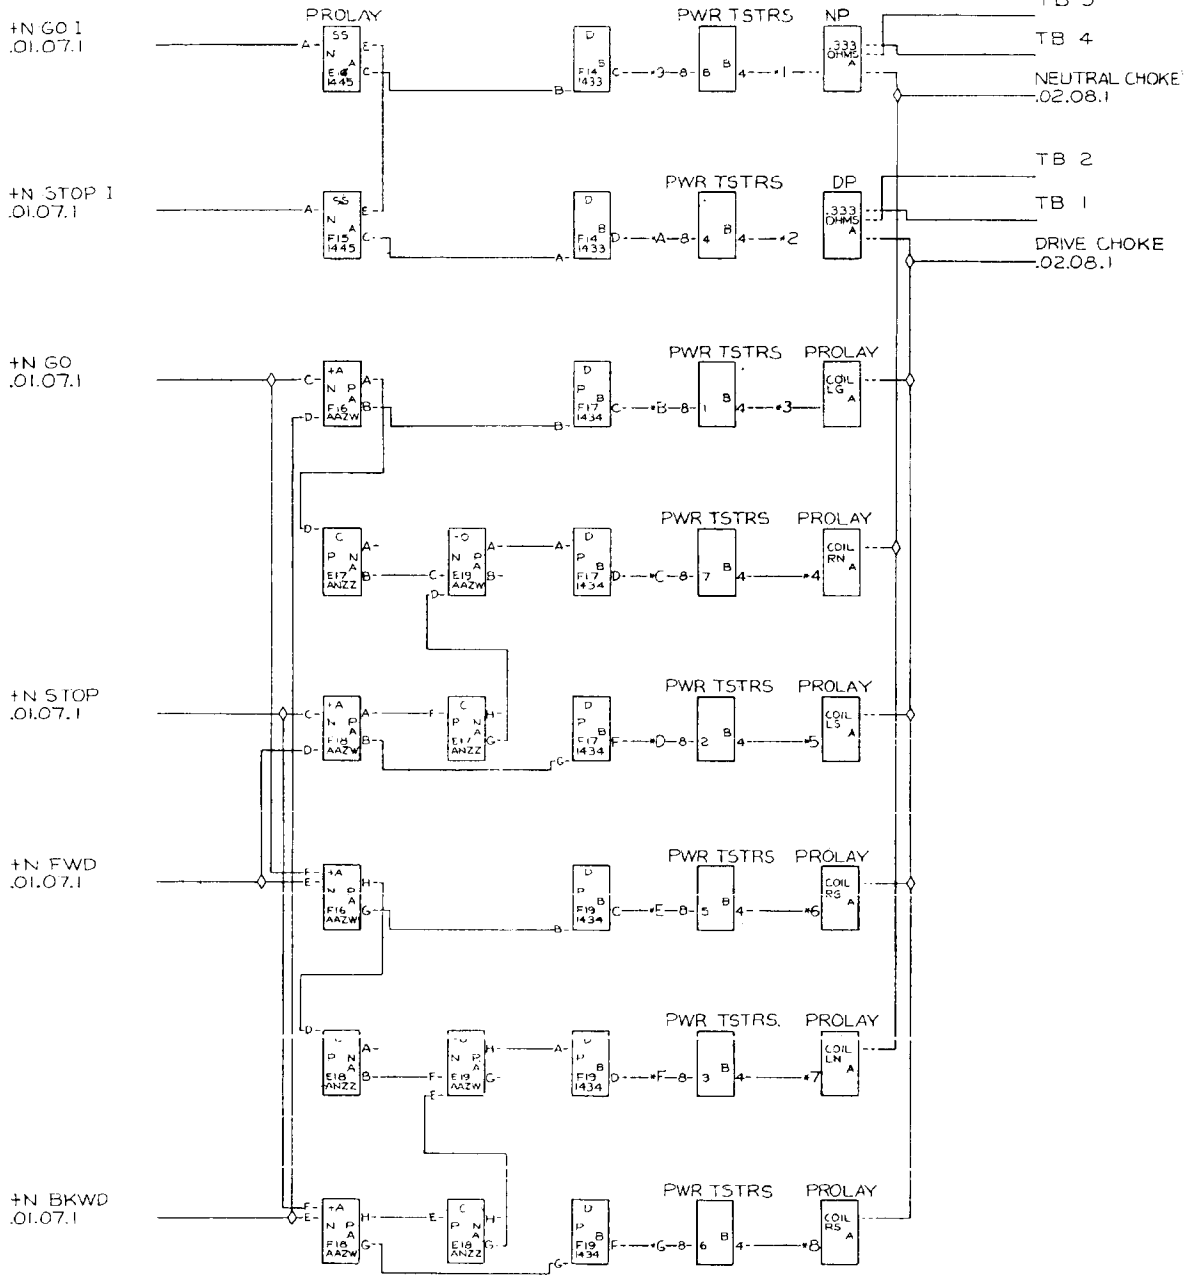 PROLAY PWR TSTRS NP
+N GO I
.01.07.1
A SS N A 1445 E C
B D B F14 1433 C *9 8 8 B 4 *1
.333 OHMS A
TB 4
NEUTRAL CHOKE
.02.08.1
PWR TSTRS DP
+N STOP I
.01.07.1
A SS N A F15 1445 E C
A D F14 1433 D *A 8 4 B 4 *2
.333 OHMS A
TB 2
TB 1
DRIVE CHOKE
.02.08.1
PWR TSTRS PROLAY
+N GO
.01.07.1
C D +A N P A F16 AAZW A B
B D P B F17 1434 C *B 8 1 B 4 *3
COIL LG A
PWR TSTRS PROLAY
D C P N A E17 ANZZ A B
C D -O N P A E19 AAZW A B
A D P B F17 1434 D *C 8 7 B 4 *4
COIL RN A
PWR TSTRS PROLAY
+N STOP
.01.07.1
C D +A N P A F18 AAZW A B
F C P N A E17 ANZZ H G
G D P B F17 1434 F *D 8 2 B 4 *5
COIL LS A
PWR TSTRS PROLAY
+N FWD
.01.07.1
F E +A N P A F16 AAZW H G
B D P B F19 1434 C *E 8 5 B 4 *6
COIL RG A
PWR TSTRS. PROLAY
D C P N A E18 ANZZ A B
F E -O N P A E19 AAZW H G
A D P B F19 1434 D *F 8 3 B 4 *7
COIL LN A
PWR TSTRS PROLAY
+N BKWD
.01.07.1
F E +A N P A F18 AAZW H G
E C P N A E18 ANZZ H G
G D P B F19 1434 F *G 8 6 B 4 *8
COIL RS A